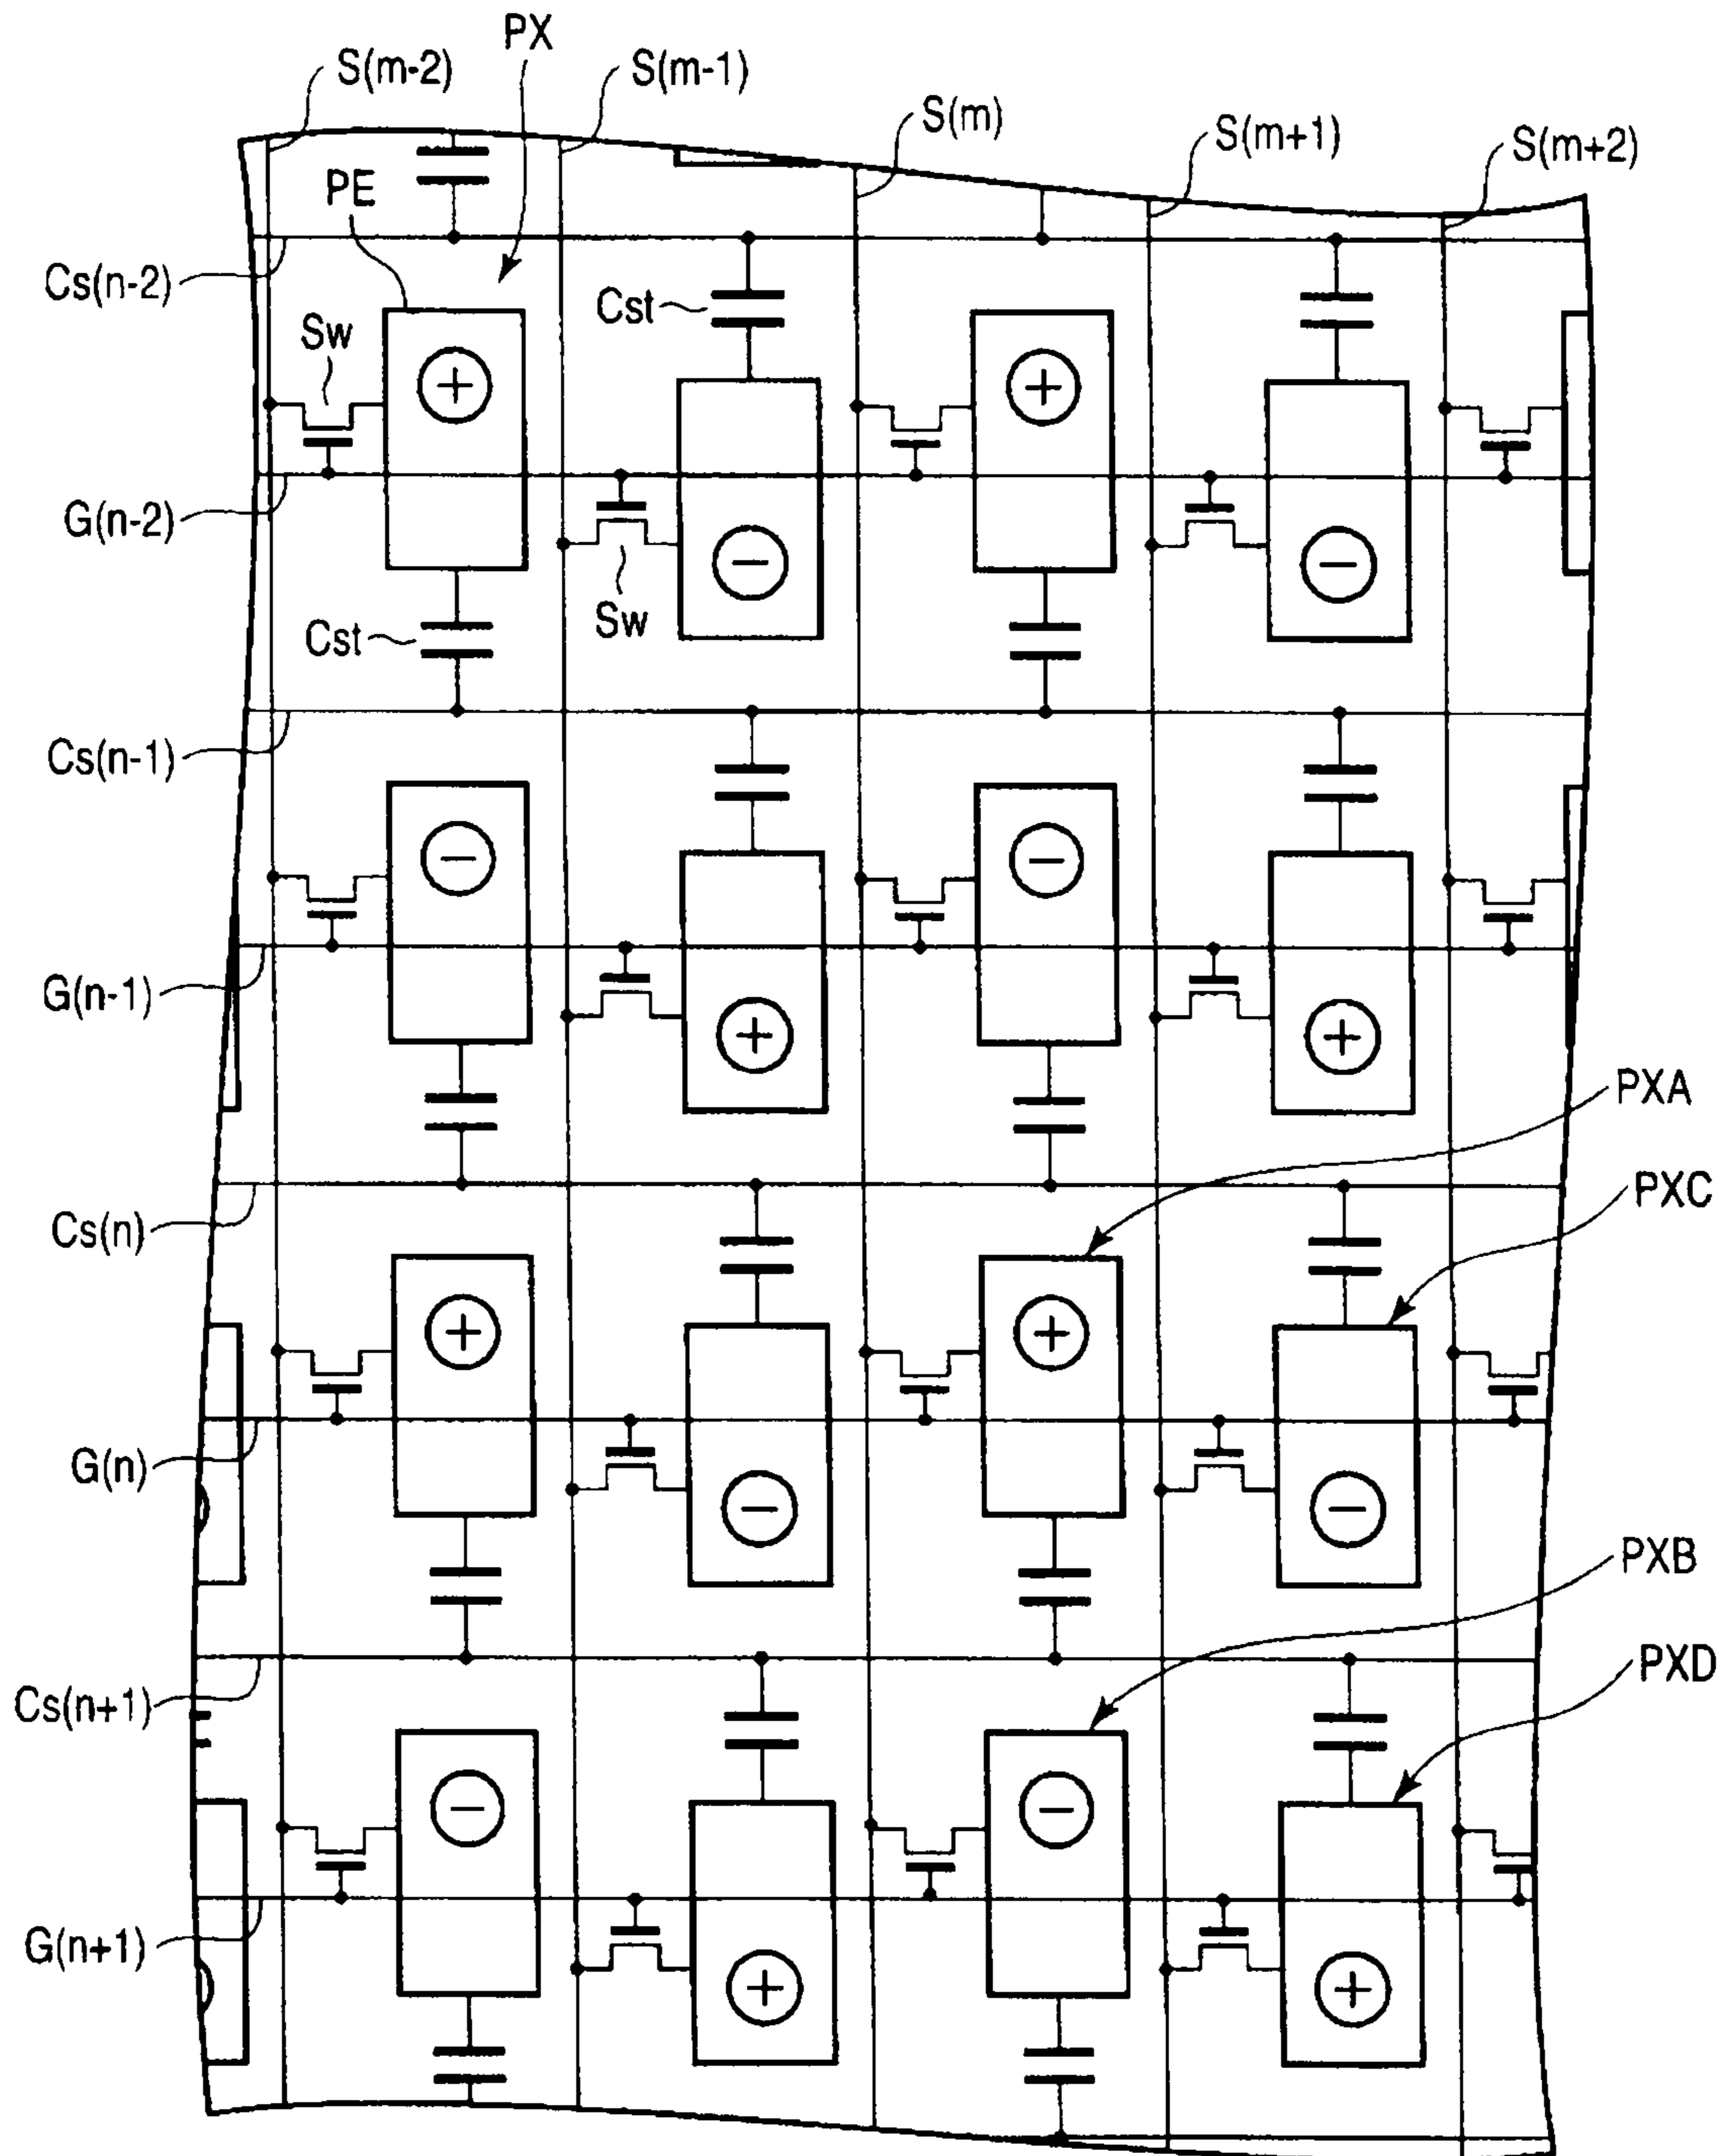 PX
S(m-2)
S(m-1)
S(m)
S(m+1)
S(m+2)
PE
Cs(n-2)
Cst
Sw
+
+
G(n-2)
−
−
Sw
Cst
Cs(n-1)
−
−
G(n-1)
+
+
PXA
PXC
Cs(n)
+
+
G(n)
−
−
PXB
PXD
Cs(n+1)
−
−
G(n+1)
+
+